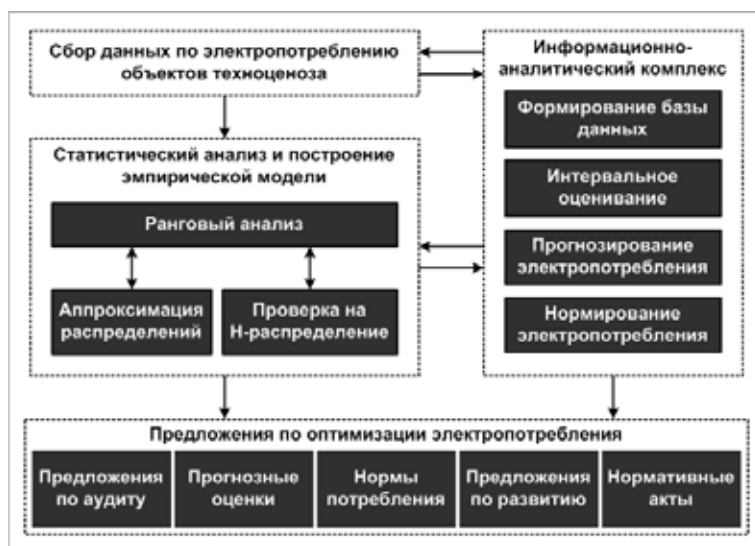 Сбор данных по электропотреблению
объектов техноценоза
Информационно-
аналитический комплекс
Формирование базы
данных
Интервальное
оценивание
Прогнозирование
электропотребления
Нормирование
электропотребления
Статистический анализ и построение
эмпирической модели
Ранговый анализ
Аппроксимация
распределений
Проверка на
Н-распределение
Предложения по оптимизации электропотребления
Предложения
по аудиту
Прогнозные
оценки
Нормы
потребления
Предложения
по развитию
Нормативные
акты